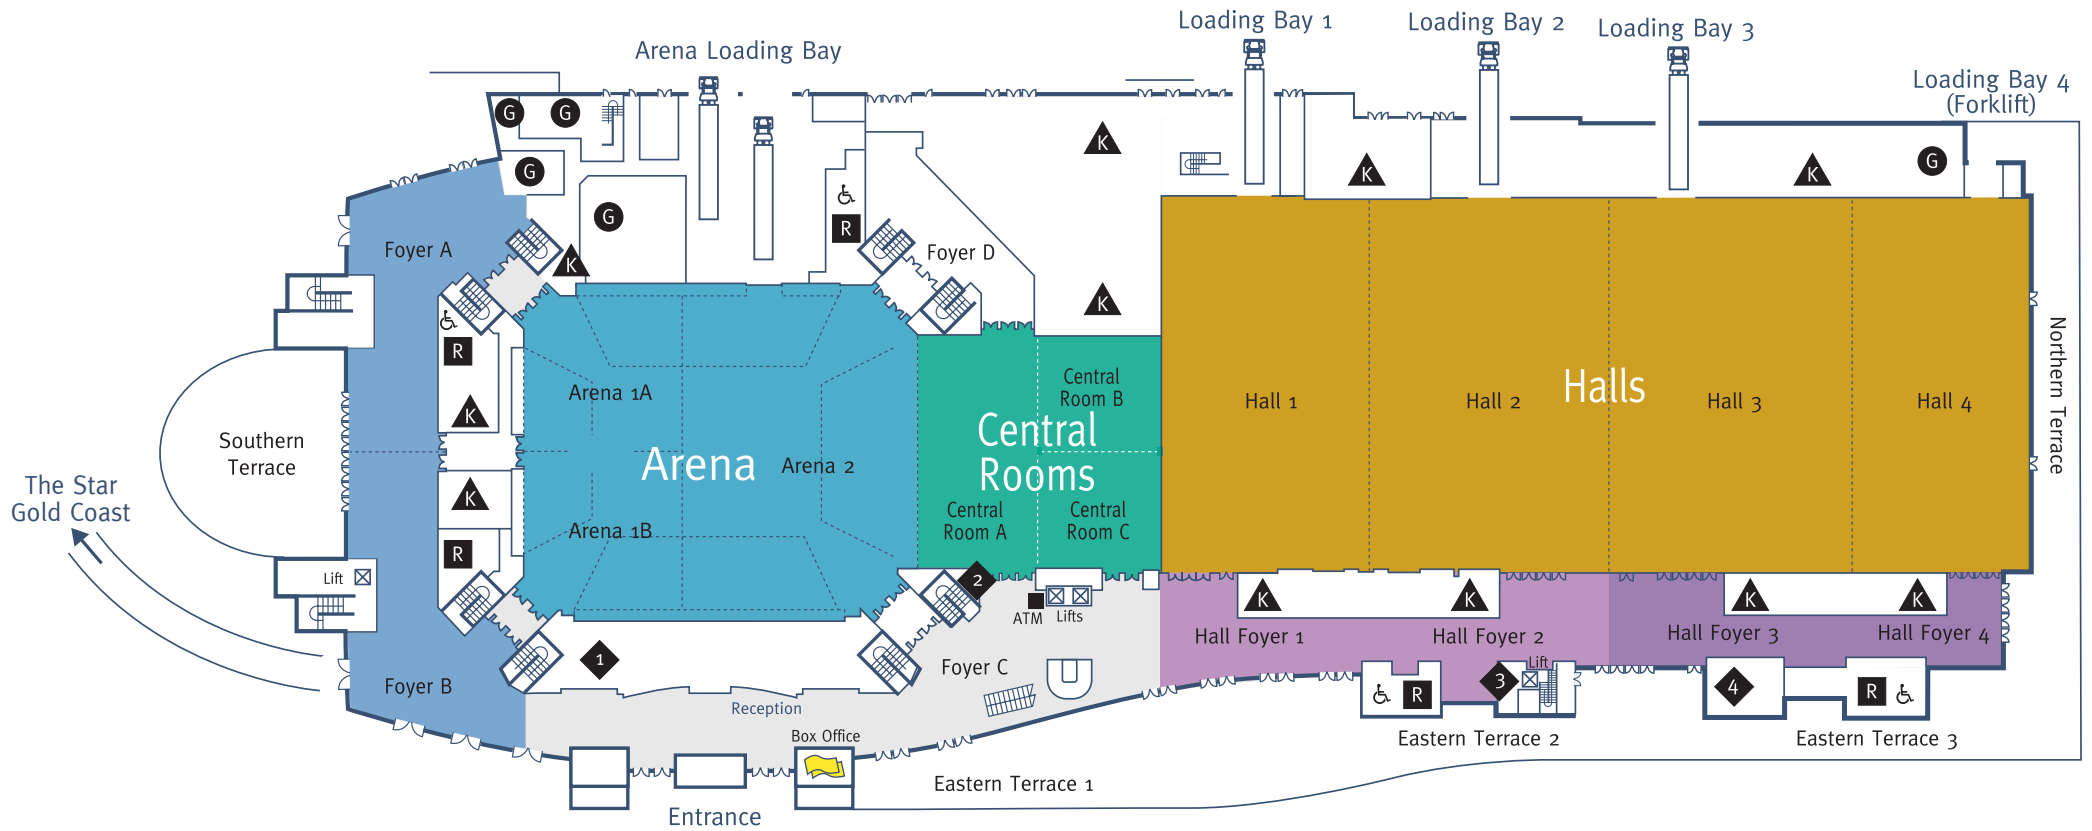 Loading Bay 1
Loading Bay 2
Loading Bay 3
Arena Loading Bay
Loading Bay 4
(Forklift)
G
G
K
G
K
K
G
G
R
Foyer A
Foyer D
K
K
R
K
Northern Terrace
Central
Room B
Halls
Arena 1A
Hall 1
Hall 2
Hall 3
Hall 4
Central
Rooms
Southern
Terrace
Arena
Arena 2
K
The Star
Gold Coast
Central
Room A
Central
Room C
Arena 1B
R
Lift
2
ATM
Lifts
K
K
K
K
Hall Foyer 1
Hall Foyer 2
Hall Foyer 3
Hall Foyer 4
1
Foyer C
Lift
Foyer B
R
3
4
R
Reception
Box Office
Eastern Terrace 2
Eastern Terrace 3
Eastern Terrace 1
Entrance